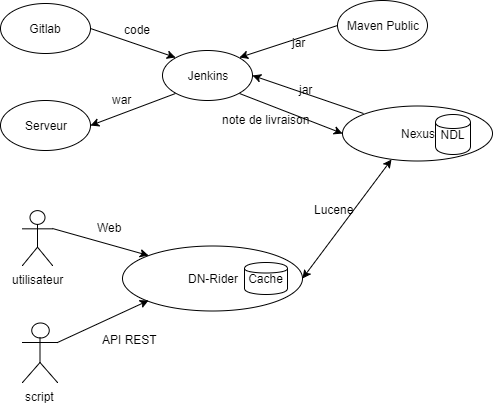 Gitlab
code
Maven Public
jar
Jenkins
jar
war
Serveur
note de livraison
Nexus
NDL
Lucene
Web
utilisateur
DN-Rider
Cache
API REST
script